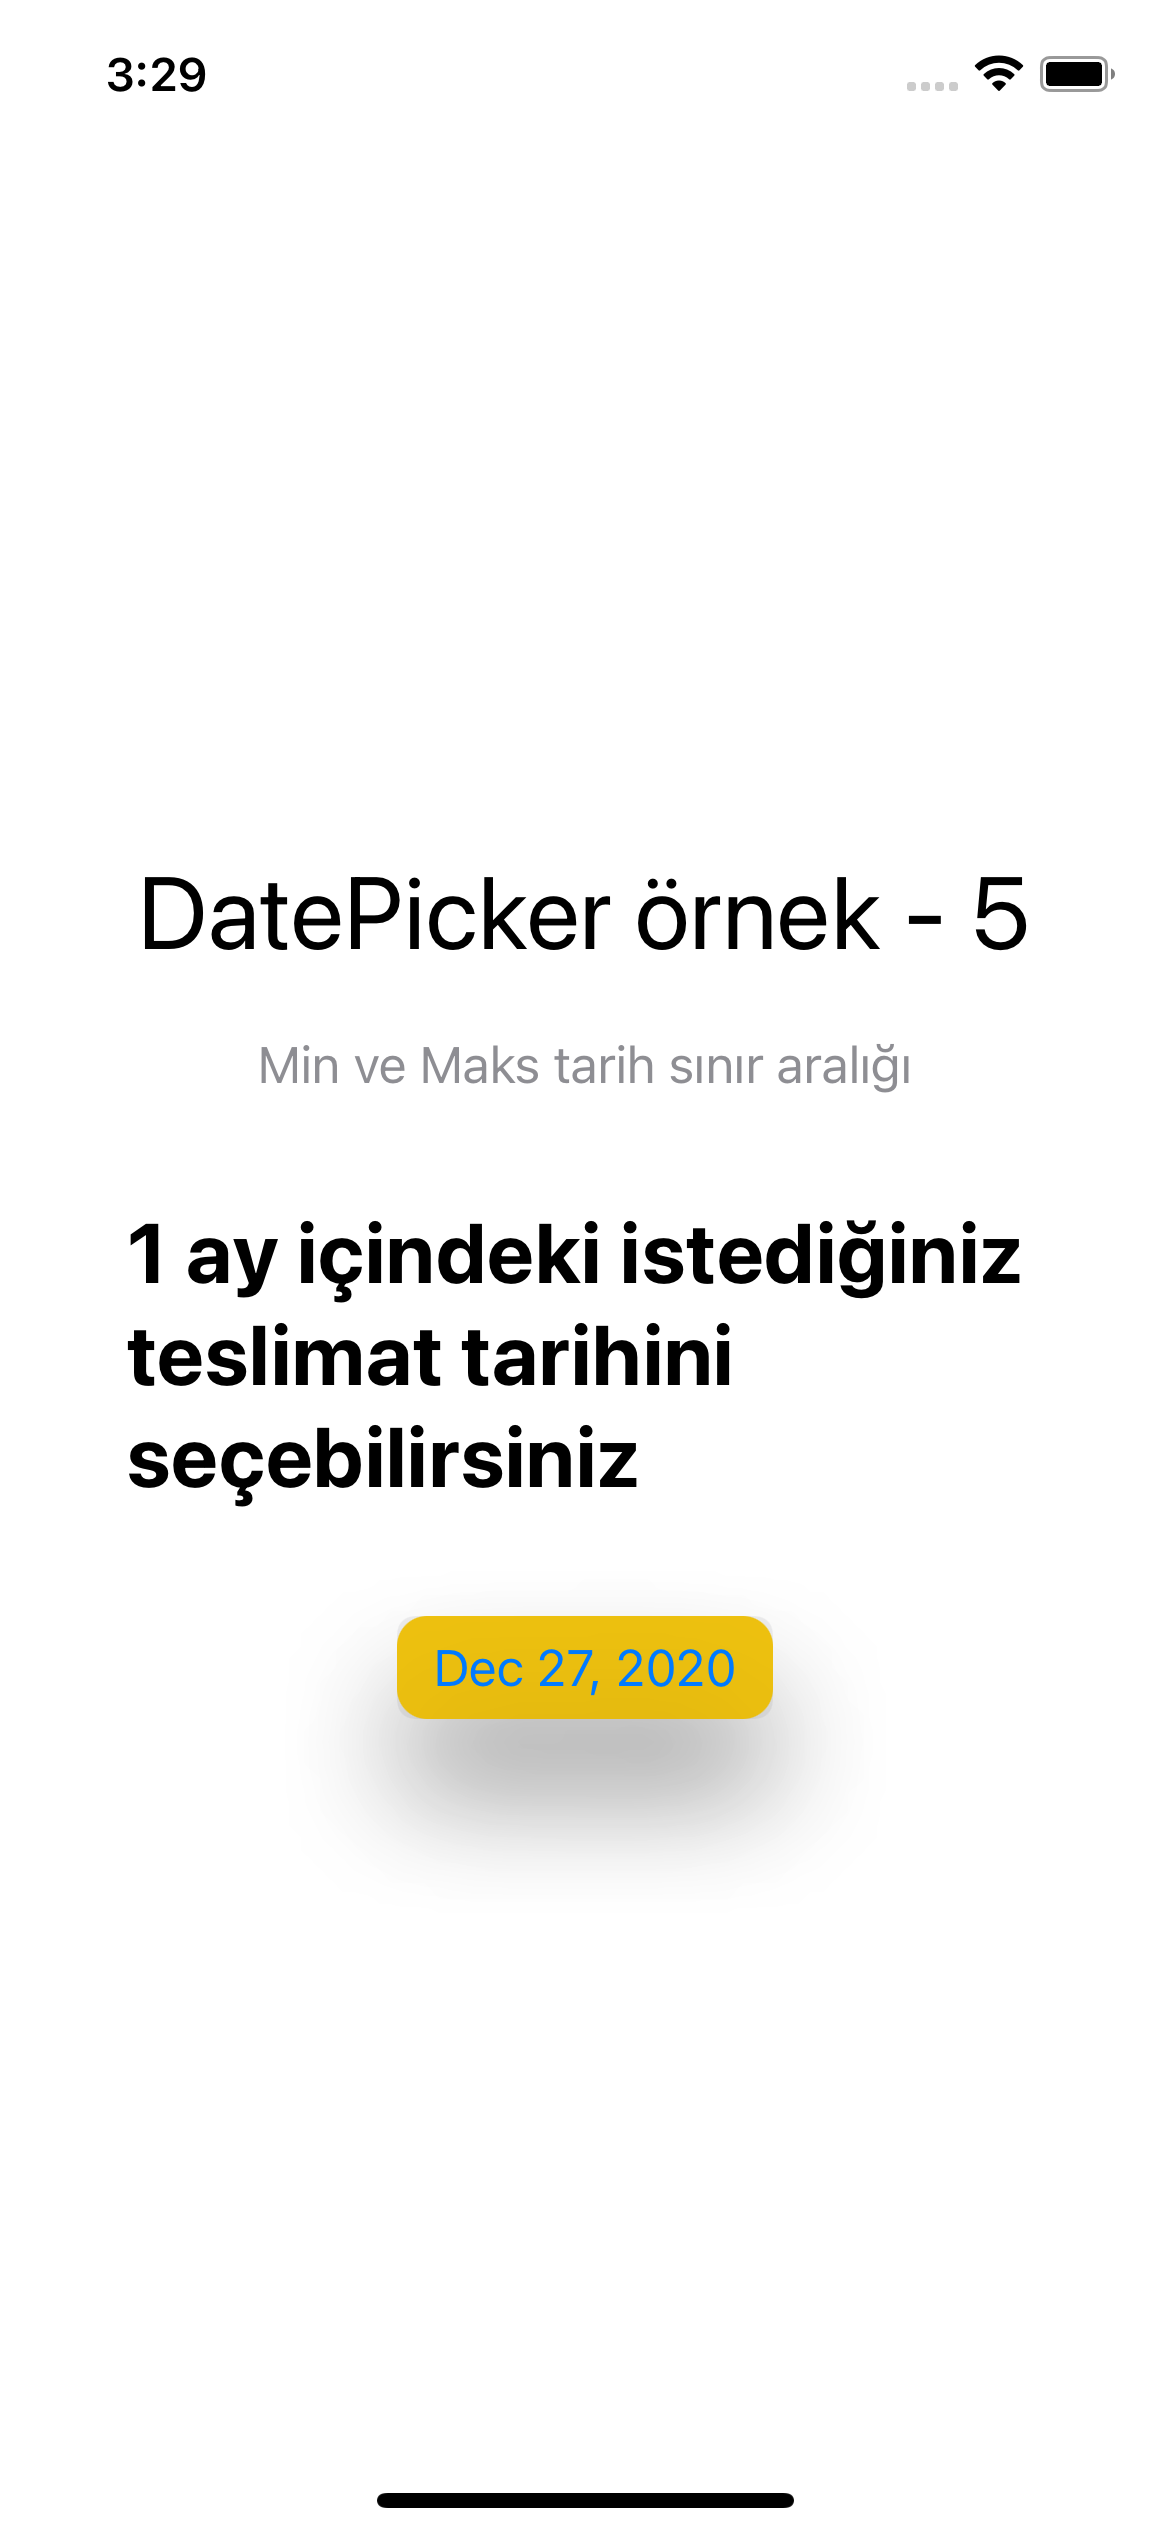 3:29
DatePicker örnek - 5
Min ve Maks tarih sınır aralığı
1 ay içindeki istediğiniz
teslimat tarihini
seçebilirsiniz
Dec 27, 2020